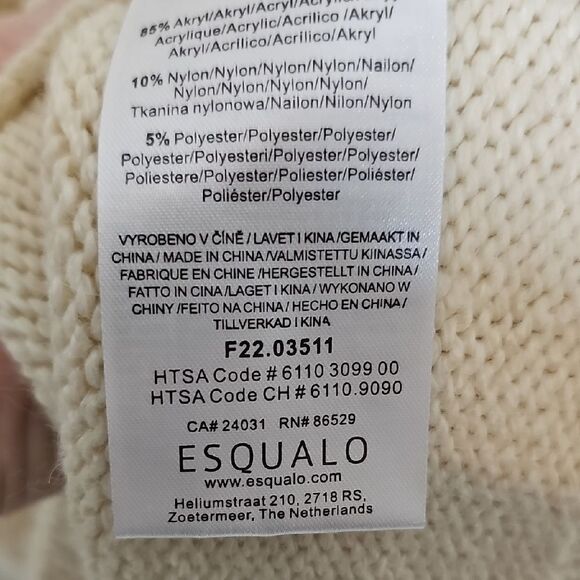 85% Akryl/Akryl/Acryl/
Acrylique/Acrylic/Acrilico /Akryl/
Akryl/Acrílico/Acrilico/Akryl
10% Nylon/Nylon/Nylon/Nylon/Nailon/
Nylon/Nylon/Nylon/Nylon/
Tkanina nylonowa/Nailon/Nilon/Nylon
5% Polyester/Polyester/Polyester/
Polyester/Polyesteri/Polyester/Polyester/
Poliestere/Polyester/Poliester/Poliéster/
Poliéster/Polyester
VYROBENO V ČÍNĚ / LAVET I KINA /GEMAAKT IN
CHINA / MADE IN CHINA /VALMISTETTU KIINASSA /
FABRIQUE EN CHINE /HERGESTELLT IN CHINA /
FATTO IN CINA /LAGET I KINA / WYKONANO W
CHINY /FEITO NA CHINA / HECHO EN CHINA /
TILLVERKAD I KINA
F22.03511
HTSA Code # 6110 3099 00
HTSA Code CH # 6110.9090
CA# 24031 RN# 86529
ESQUALO
www.esqualo.com
Heliumstraat 210, 2718 RS,
Zoetermeer, The Netherlands